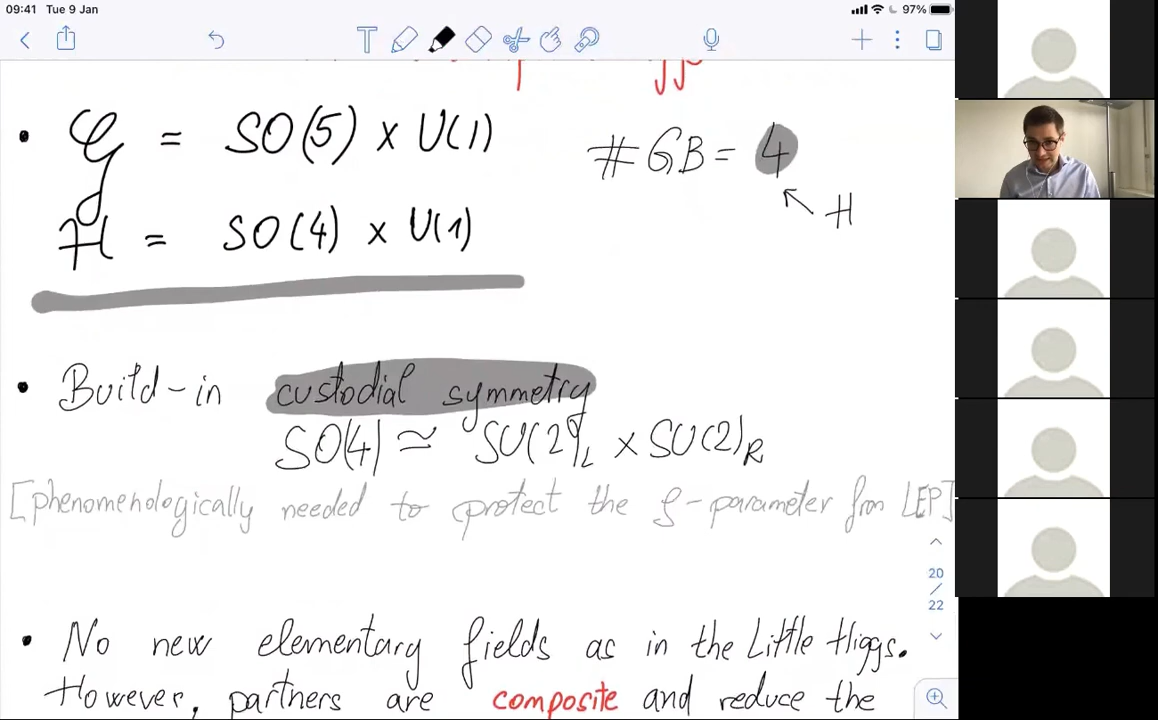 09:41 Tue 9 Jan 97%
• G = SO(5) x U(1) # GB = 4
H
H = SO(4) x U(1)
• Build-in custodial symmetry
SO(4) ≃ SU(2)L x SU(2)R
[phenomenologically needed to protect the ρ-parameter from LEP]
20
/
22
• No new elementary fields as in the Little Higgs.
However, partners are composite and reduce the